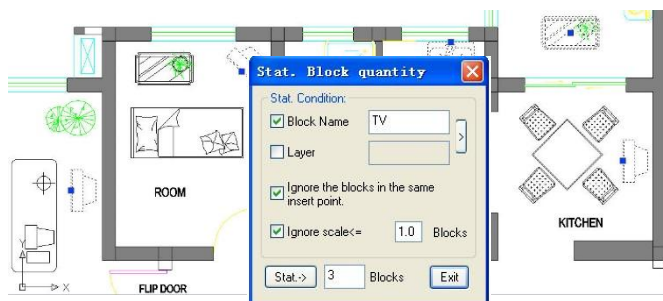 Stat. Block quantity
Stat. Condition:
Block Name TV
>
Layer
Ignore the blocks in the same
insert point.
Ignore scale<= 1.0 Blocks
Stat.-> 3 Blocks Exit
ROOM
KITCHEN
FLIP DOOR
Y
X